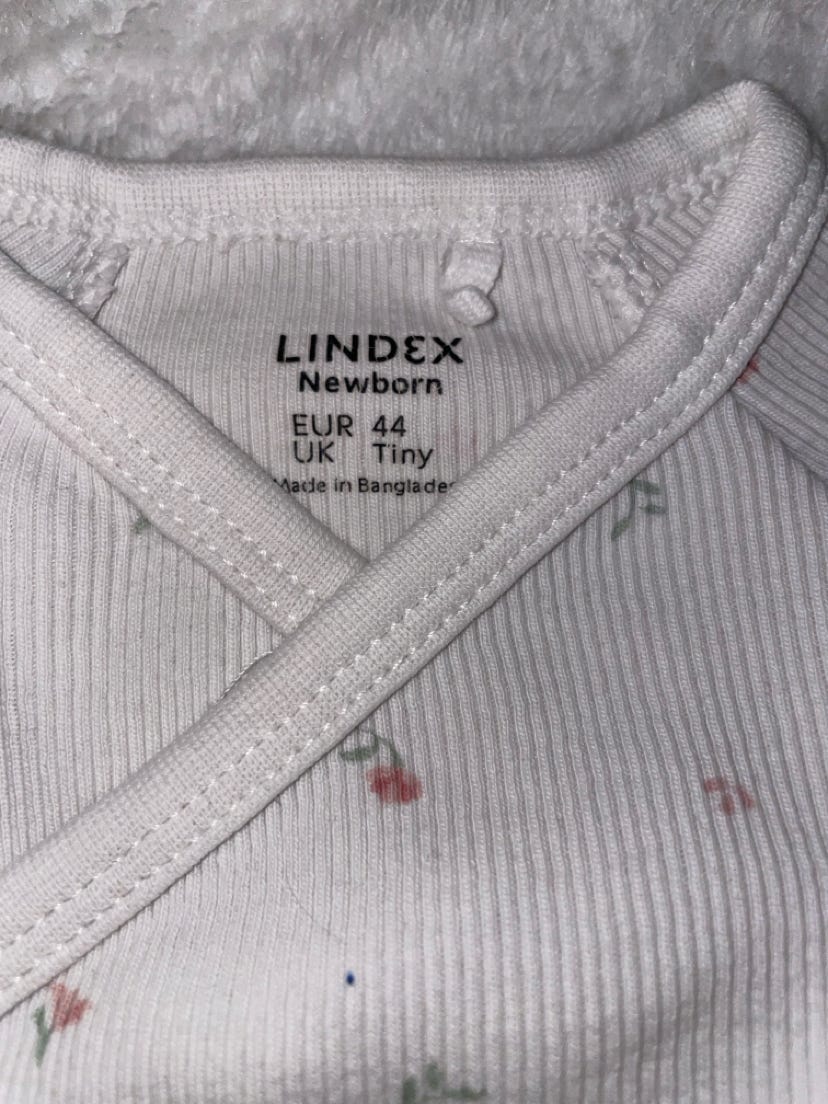 LINDEX
Newborn
EUR 44
UK Tiny
Made in Banglades